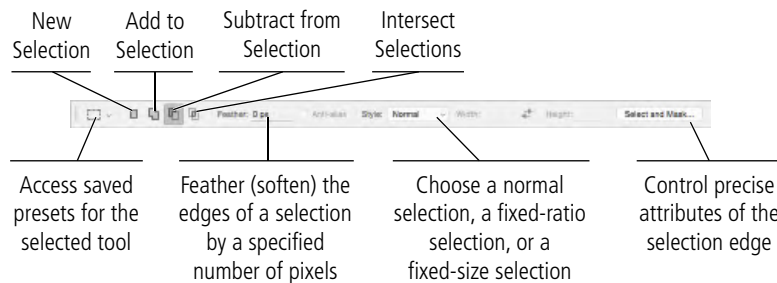 New
Selection
Add to
Selection
Subtract from
Selection
Intersect
Selections
Feather: 0 px Anti-alias Style: Normal Width: Height: Select and Mask...
Access saved
presets for the
selected tool
Feather (soften) the
edges of a selection
by a specified
number of pixels
Choose a normal
selection, a fixed-ratio
selection, or a
fixed-size selection
Control precise
attributes of the
selection edge